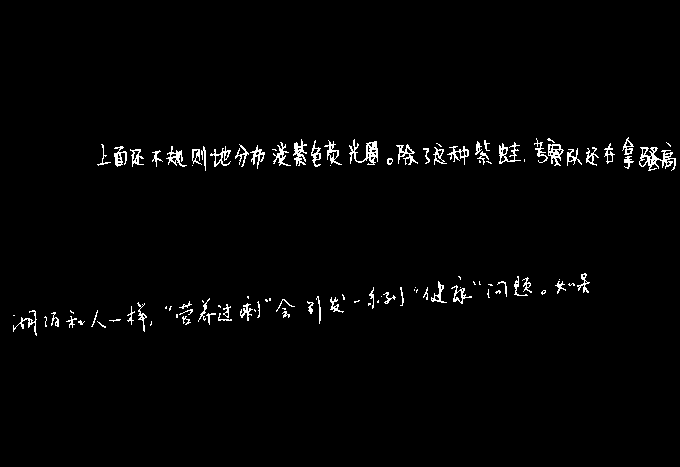 上面还不规则地分布淡紫色荧光圈。除了这种紫蛙，考察队还在拿骚高
湖泊和人一样，“营养过剩”会引发一系列“健康”问题。如果